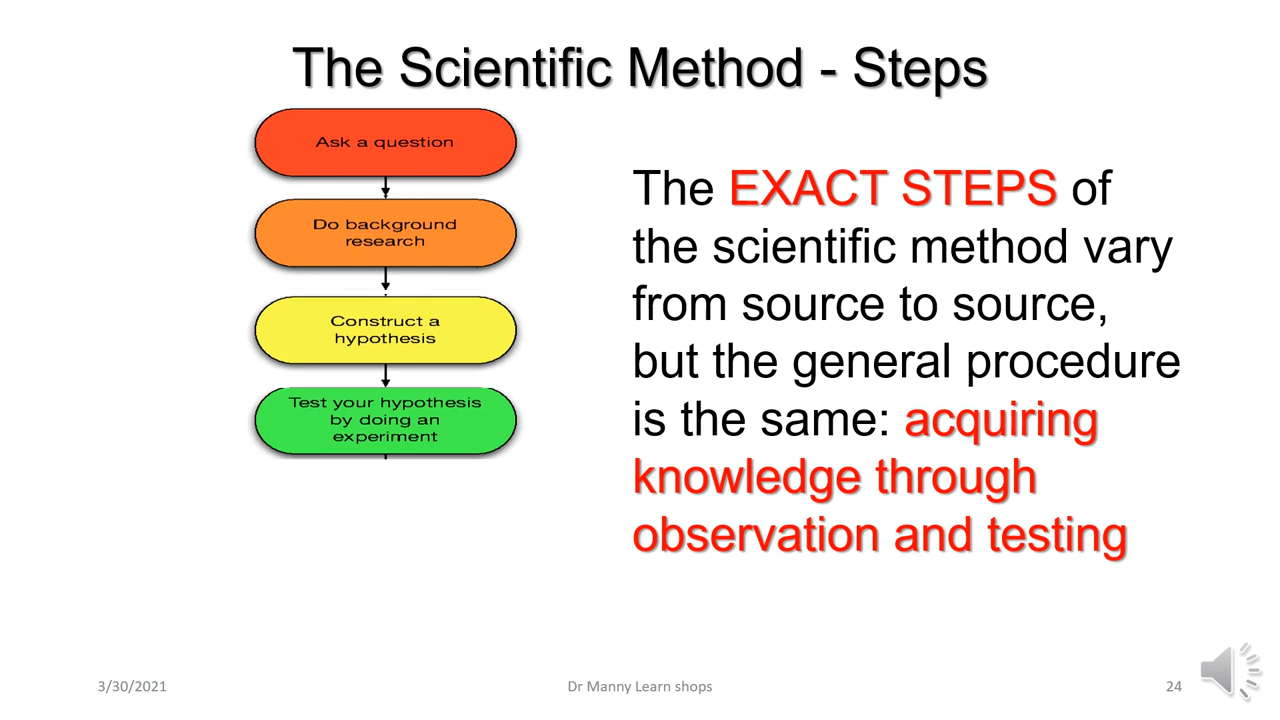 The Scientific Method - Steps
Ask a question
Do background
research
Construct a
hypothesis
Test your hypothesis
by doing an
experiment
The EXACT STEPS of
the scientific method vary
from source to source,
but the general procedure
is the same: acquiring
knowledge through
observation and testing
3/30/2021
Dr Manny Learn shops
24